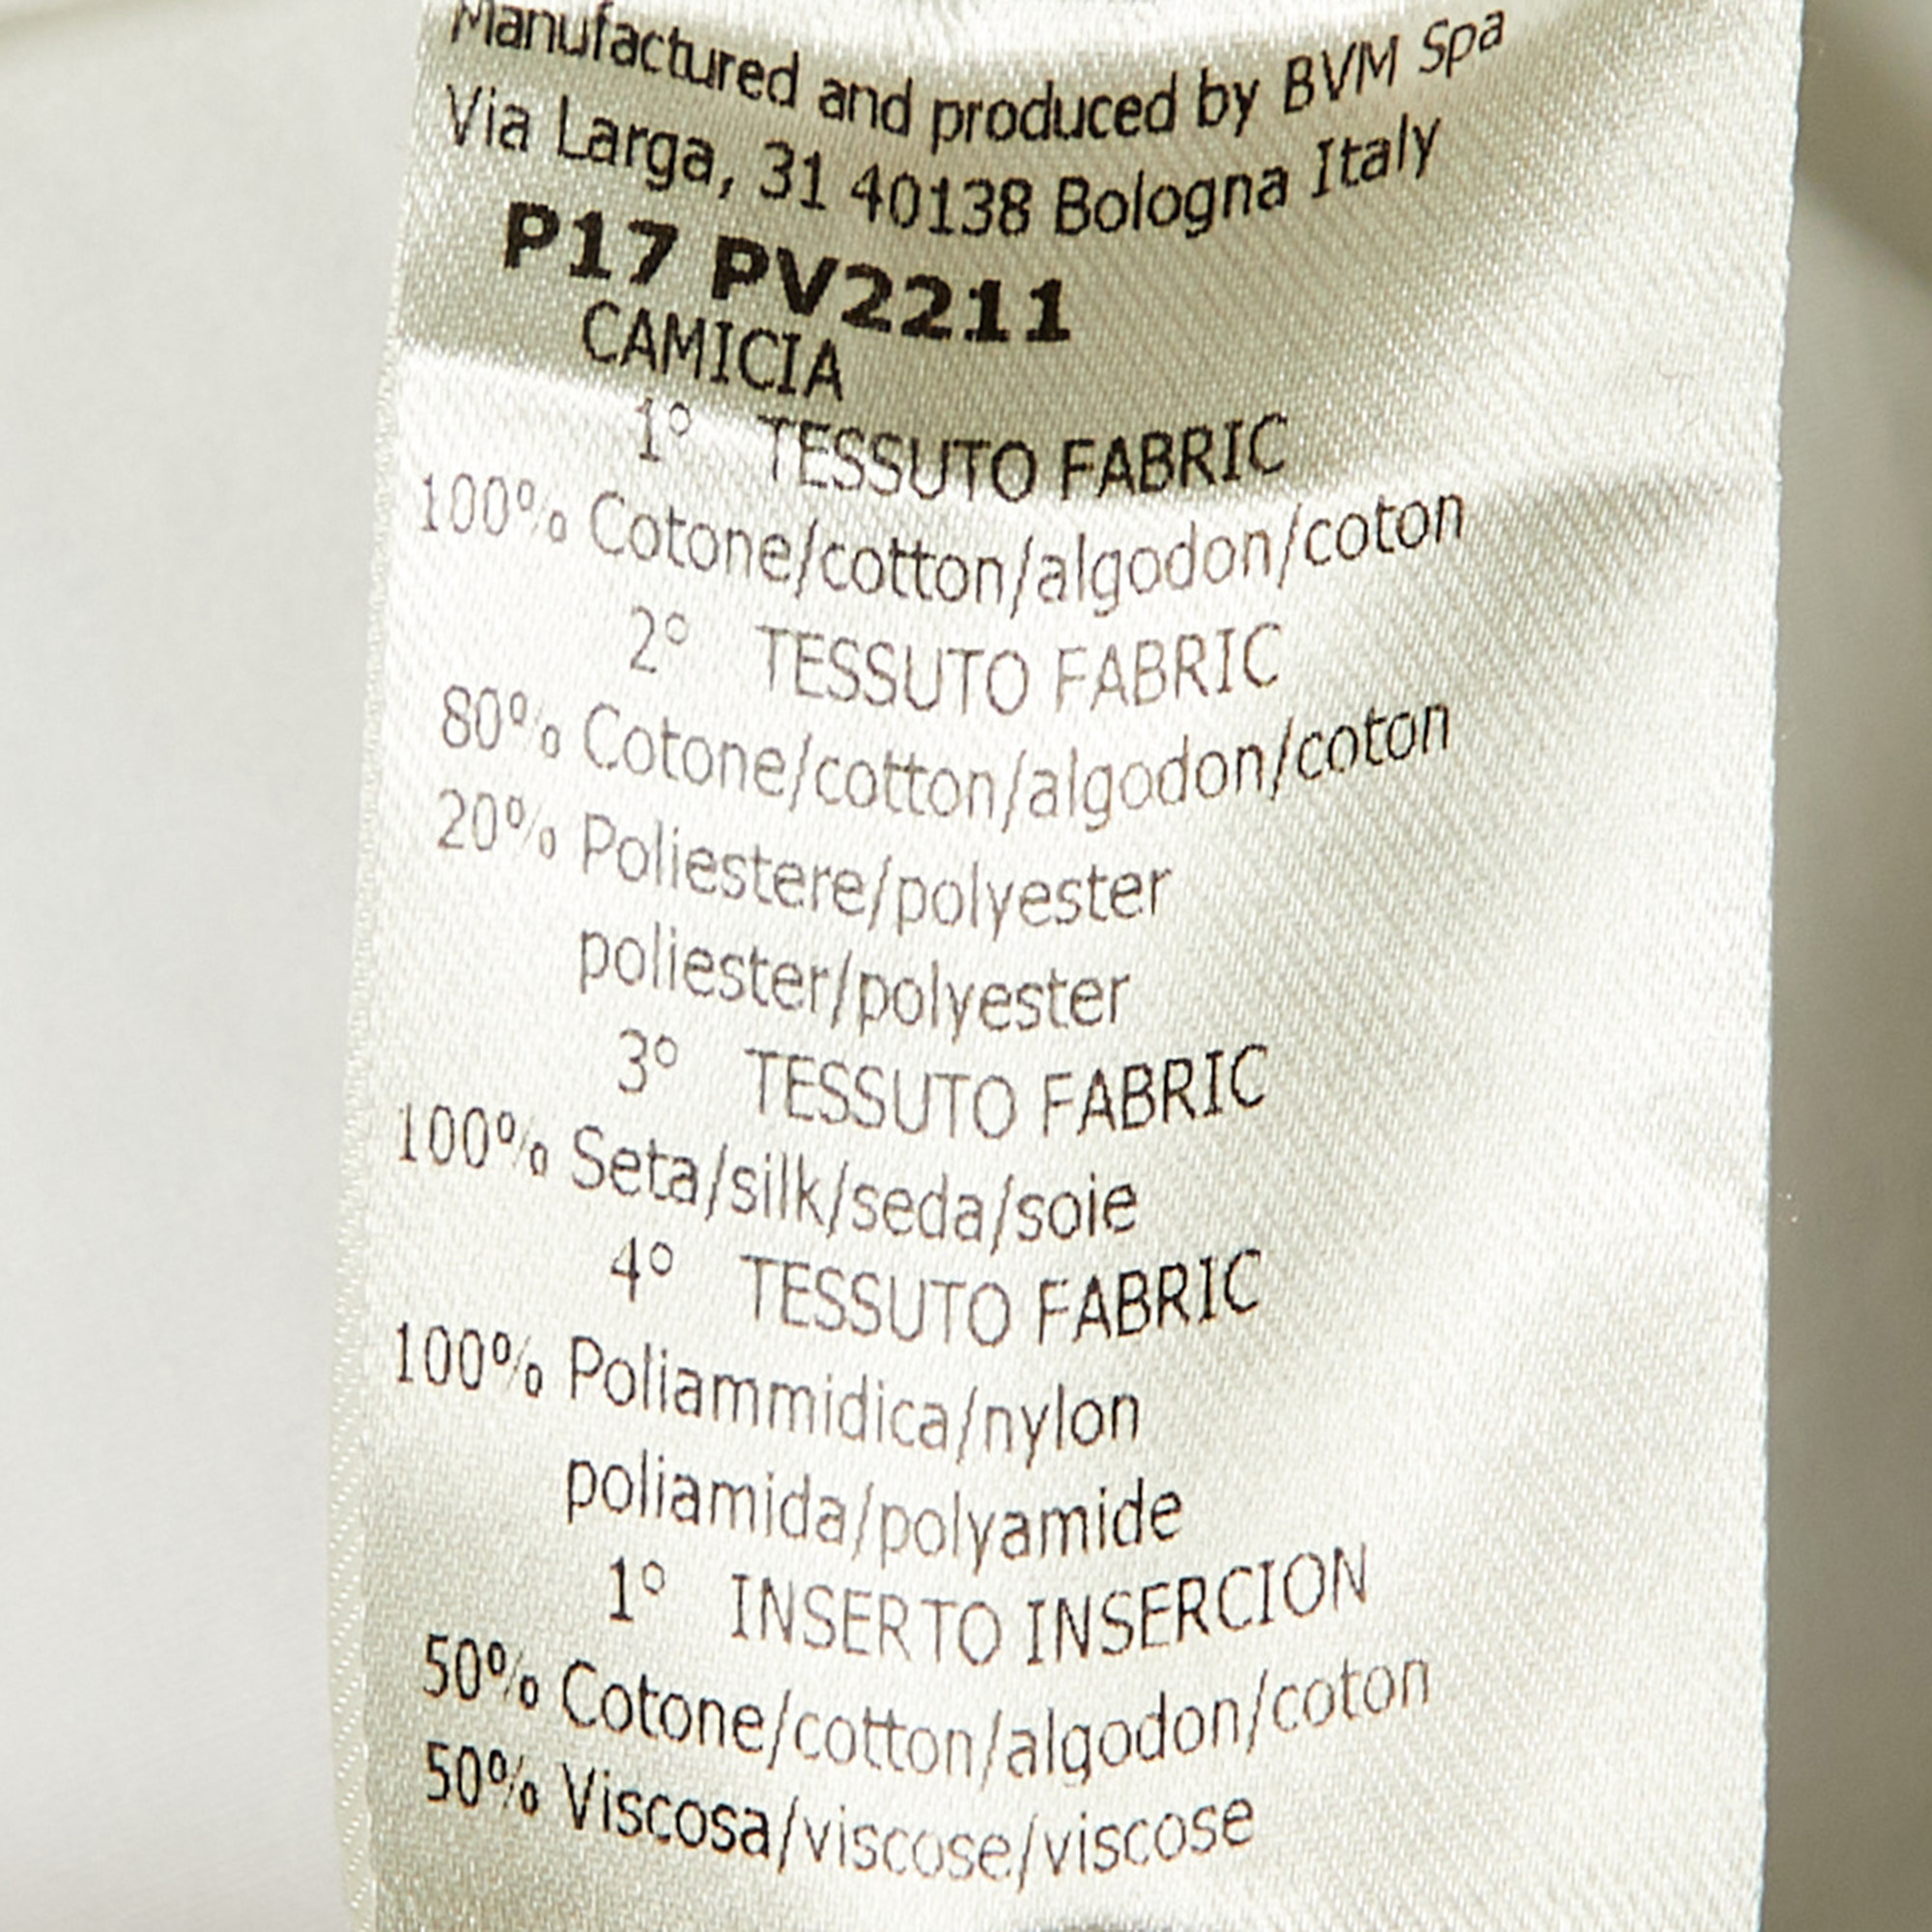 Manufactured and produced by BVM Spa
Via Larga, 31 40138 Bologna Italy
P17 PV2211
CAMICIA
1° TESSUTO FABRIC
100% Cotone/cotton/algodon/coton
2° TESSUTO FABRIC
80% Cotone/cotton/algodon/coton
20% Poliestere/polyester
poliester/polyester
3° TESSUTO FABRIC
100% Seta/silk/seda/soie
4° TESSUTO FABRIC
100% Poliammidica/nylon
poliamida/polyamide
1° INSERTO INSERCION
50% Cotone/cotton/algodon/coton
50% Viscosa/viscose/viscose